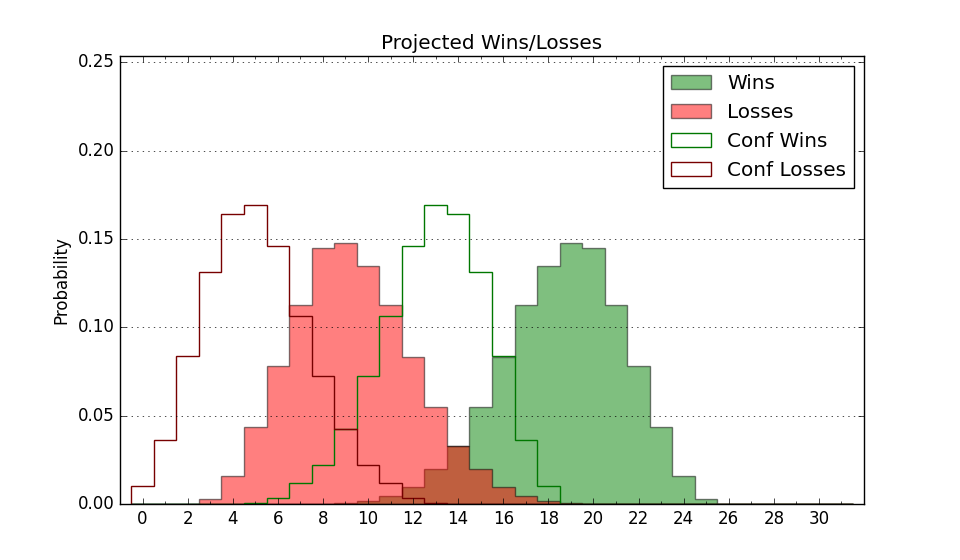 Projected Wins/Losses
0.25
0.20
0.15
0.10
0.05
0.00
Probability
Wins
Losses
Conf Wins
Conf Losses
0 2 4 6 8 10 12 14 16 18 20 22 24 26 28 30